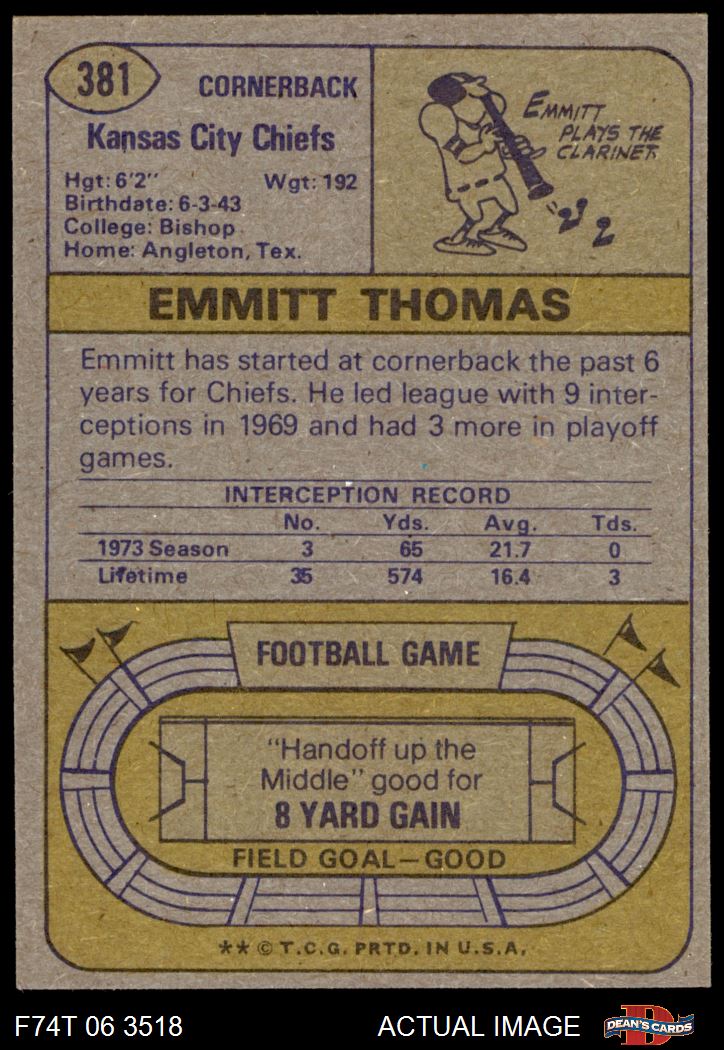 381
CORNERBACK
Kansas City Chiefs
Hgt: 6'2" Wgt: 192
Birthdate: 6-3-43
College: Bishop
Home: Angleton, Tex.
EMMITT
PLAYS THE
CLARINET
EMMITT THOMAS
Emmitt has started at cornerback the past 6
years for Chiefs. He led league with 9 inter-
ceptions in 1969 and had 3 more in playoff
games.
INTERCEPTION RECORD
No. Yds. Avg. Tds.
1973 Season 3 65 21.7 0
Lifetime 35 574 16.4 3
FOOTBALL GAME
"Handoff up the
Middle" good for
8 YARD GAIN
FIELD GOAL—GOOD
** © T.C.G. PRTD. IN U.S.A.
F74T 06 3518 ACTUAL IMAGE
D
DEAN'S CARDS